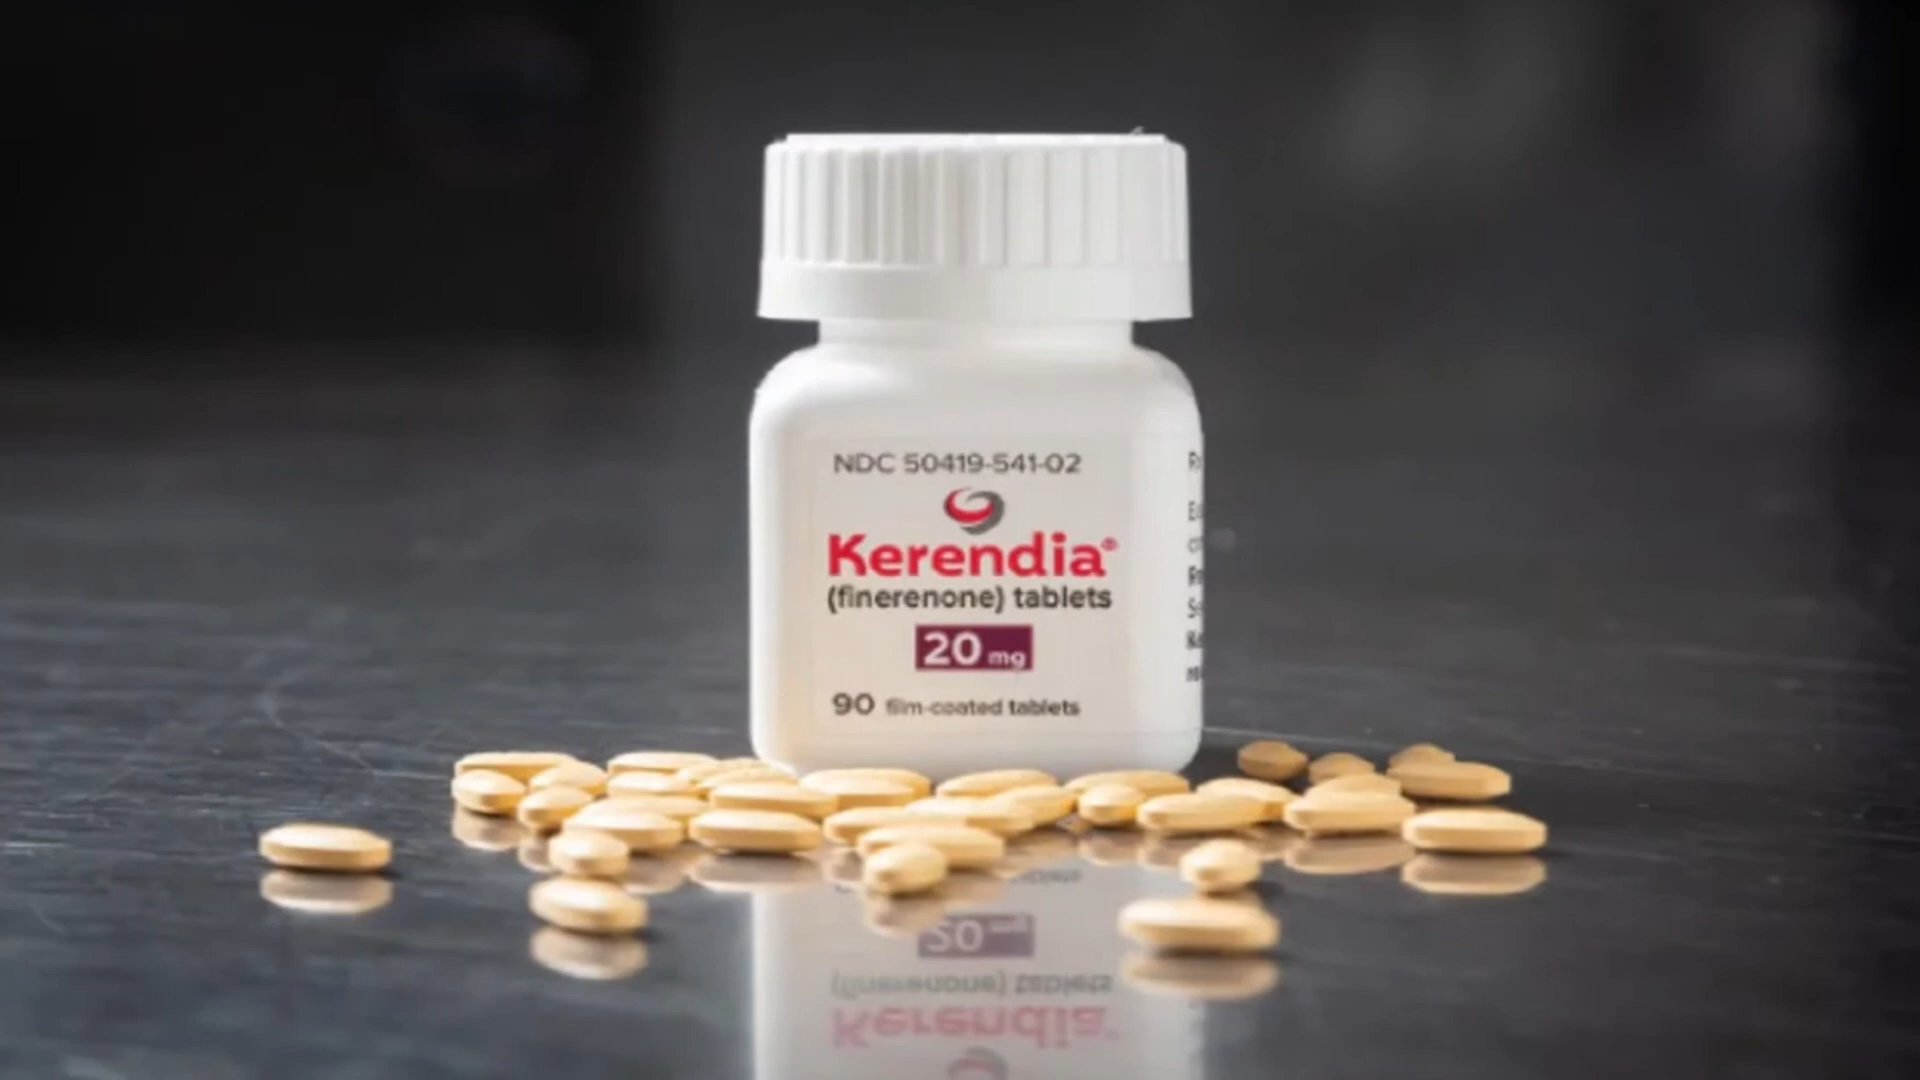 NDC 50419-541-02
Kerendia®
(finerenone) tablets
20 mg
90 film-coated tablets